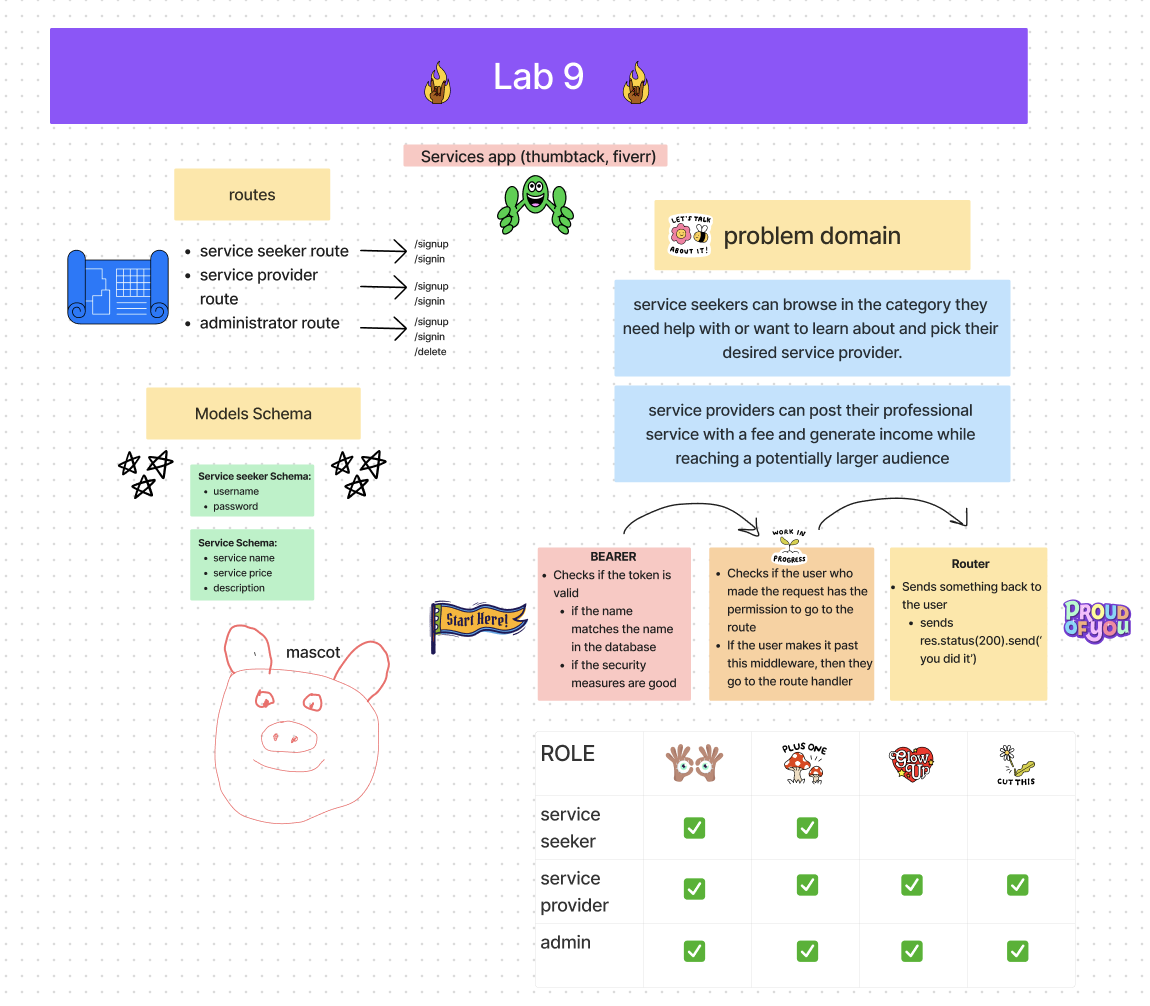 Lab 9
Services app (thumbtack, fiverr)
routes
service seeker route
/signup
/signin
service provider
route
/signup
/signin
administrator route
/signup
/signin
/delete
LET'S TALK
ABOUT IT!
problem domain
service seekers can browse in the category they
need help with or want to learn about and pick their
desired service provider.
service providers can post their professional
service with a fee and generate income while
reaching a potentially larger audience
Models Schema
Service seeker Schema:
username
password
Service Schema:
service name
service price
description
mascot
Start Here!
BEARER
Checks if the token is
valid
if the name
matches the name
in the database
if the security
measures are good
WORK IN
PROGRESS
Checks if the user who
made the request has the
permission to go to the
route
If the user makes it past
this middleware, then they
go to the route handler
Router
Sends something back to
the user
sends
res.status(200).send('
you did it')
PROUD
OF YOU
ROLE
PLUS ONE
Glow
Up
CUT THIS
service
seeker
service
provider
admin